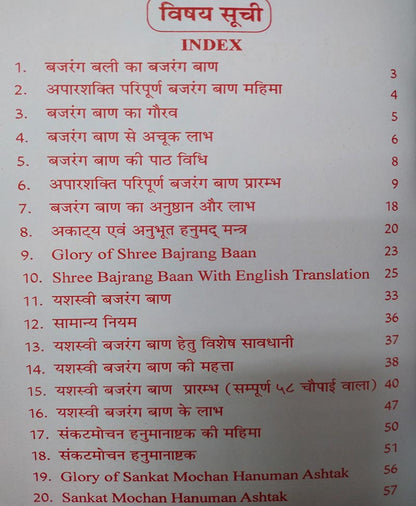 विषय सूची
INDEX
1. बजरंग बली का बजरंग बाण 3
2. अपारशक्ति परिपूर्ण बजरंग बाण महिमा 4
3. बजरंग बाण का गौरव 5
4. बजरंग बाण से अचूक लाभ 6
5. बजरंग बाण की पाठ विधि 8
6. अपारशक्ति परिपूर्ण बजरंग बाण प्रारम्भ 9
7. बजरंग बाण का अनुष्ठान और लाभ 18
8. अकाट्य एवं अनुभूत हनुमद् मन्त्र 20
9. Glory of Shree Bajrang Baan 23
10. Shree Bajrang Baan With English Translation 25
11. यशस्वी बजरंग बाण 33
12. सामान्य नियम 36
13. यशस्वी बजरंग बाण हेतु विशेष सावधानी 37
14. यशस्वी बजरंग बाण की महत्ता 38
15. यशस्वी बजरंग बाण प्रारम्भ (सम्पूर्ण ५८ चौपाई वाला) 40
16. यशस्वी बजरंग बाण के लाभ 47
17. संकटमोचन हनुमानाष्टक की महिमा 50
18. संकटमोचन हनुमानाष्टक 51
19. Glory of Sankat Mochan Hanuman Ashtak 56
20. Sankat Mochan Hanuman Ashtak 57